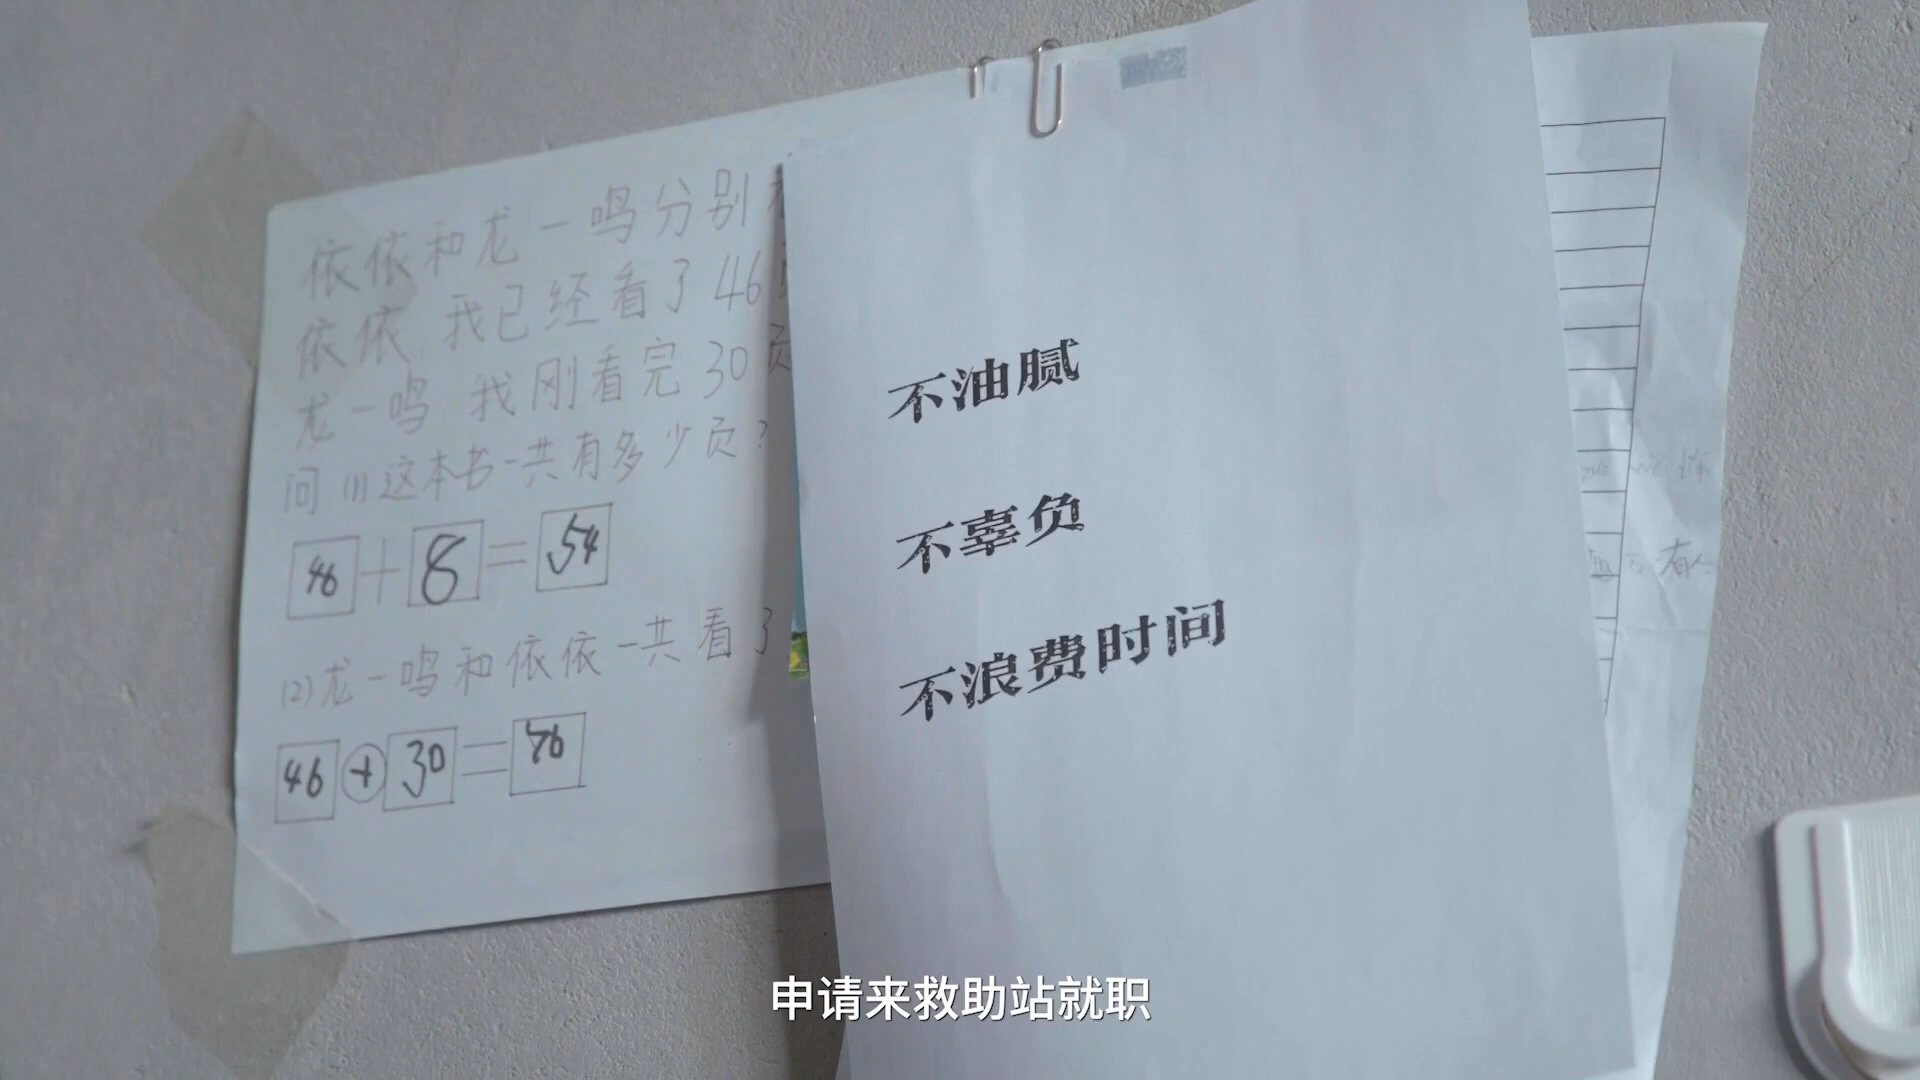 依依和龙一鸣分别
依依 我已经看了46
龙一鸣 我刚看完30页
问(1)这本书一共有多少页?
46+8=54
(2)龙一鸣和依依一共看了
46+30=76
不油腻
不辜负
不浪费时间
申请来救助站就职